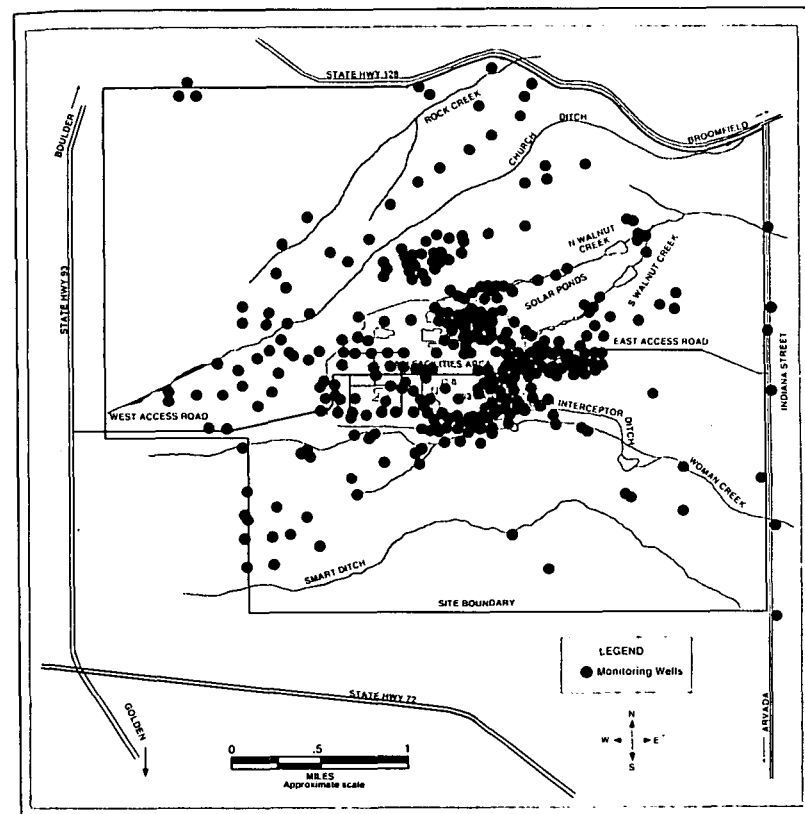 STATE HWY 128
ROCK CREEK
BOULDER
CHURCH
DITCH
BROOMFIELD
N WALNUT
CREEK
S WALNUT CREEK
SOLAR PONDS
STATE HWY 93
FACILITIES AREA
EAST ACCESS ROAD
INDIANA STREET
WEST ACCESS ROAD
INTERCEPTOR
DITCH
WOMAN CREEK
SMART DITCH
SITE BOUNDARY
LEGEND
Monitoring Wells
STATE HWY 72
GOLDEN
ARVADA
N
W E
S
0 .5 1
MILES
Approximate scale